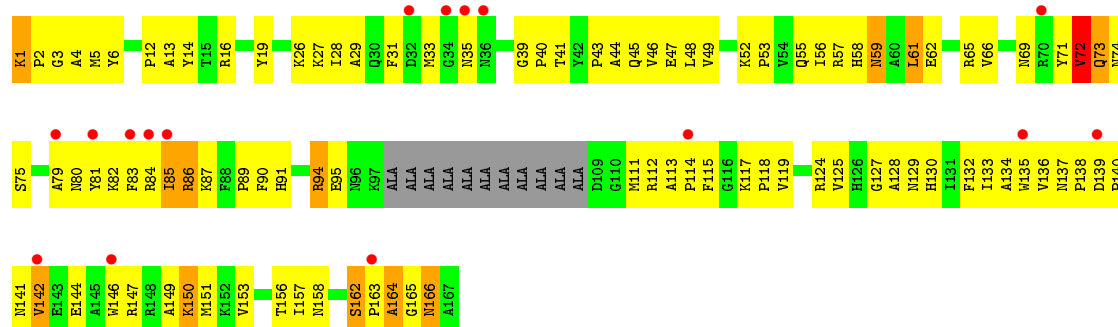 K1 P2 G3 A4 M5 Y6 P12 A13 Y14 T15 R16 Y19 K26 K27 I28 A29 Q30 F31 D32 M33 G34 N35 N36 G39 P40 T41 Y42 P43 A44 Q45 V46 E47 L48 V49 K52 P53 V54 Q55 I56 R57 H58 N59 A60 L61 E62 R65 V66 N69 R70 Y71 V72 Q73 N74
S75 A79 N80 Y81 K82 F83 R84 I85 R86 K87 F88 P89 F90 H91 R94 E95 N96 K97 ALA ALA ALA ALA ALA ALA ALA ALA ALA ALA ALA D109 G110 M111 R112 A113 P114 F115 G116 K117 P118 V119 R124 V125 H126 G127 A128 N129 H130 I131 F132 I133 A134 W135 V136 N137 P138 D139 P140
N141 V142 E143 E144 A145 W146 R147 R148 A149 K150 M151 K152 V153 T156 I157 N158 S162 P163 A164 G165 N166 A167